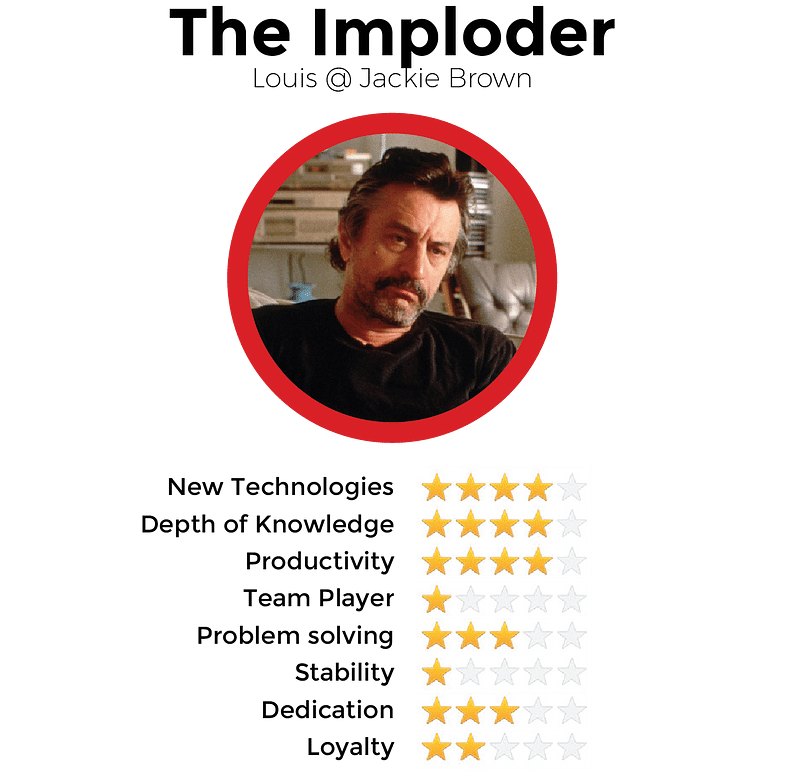 The Imploder
Louis @ Jackie Brown
New Technologies
Depth of Knowledge
Productivity
Team Player
Problem solving
Stability
Dedication
Loyalty